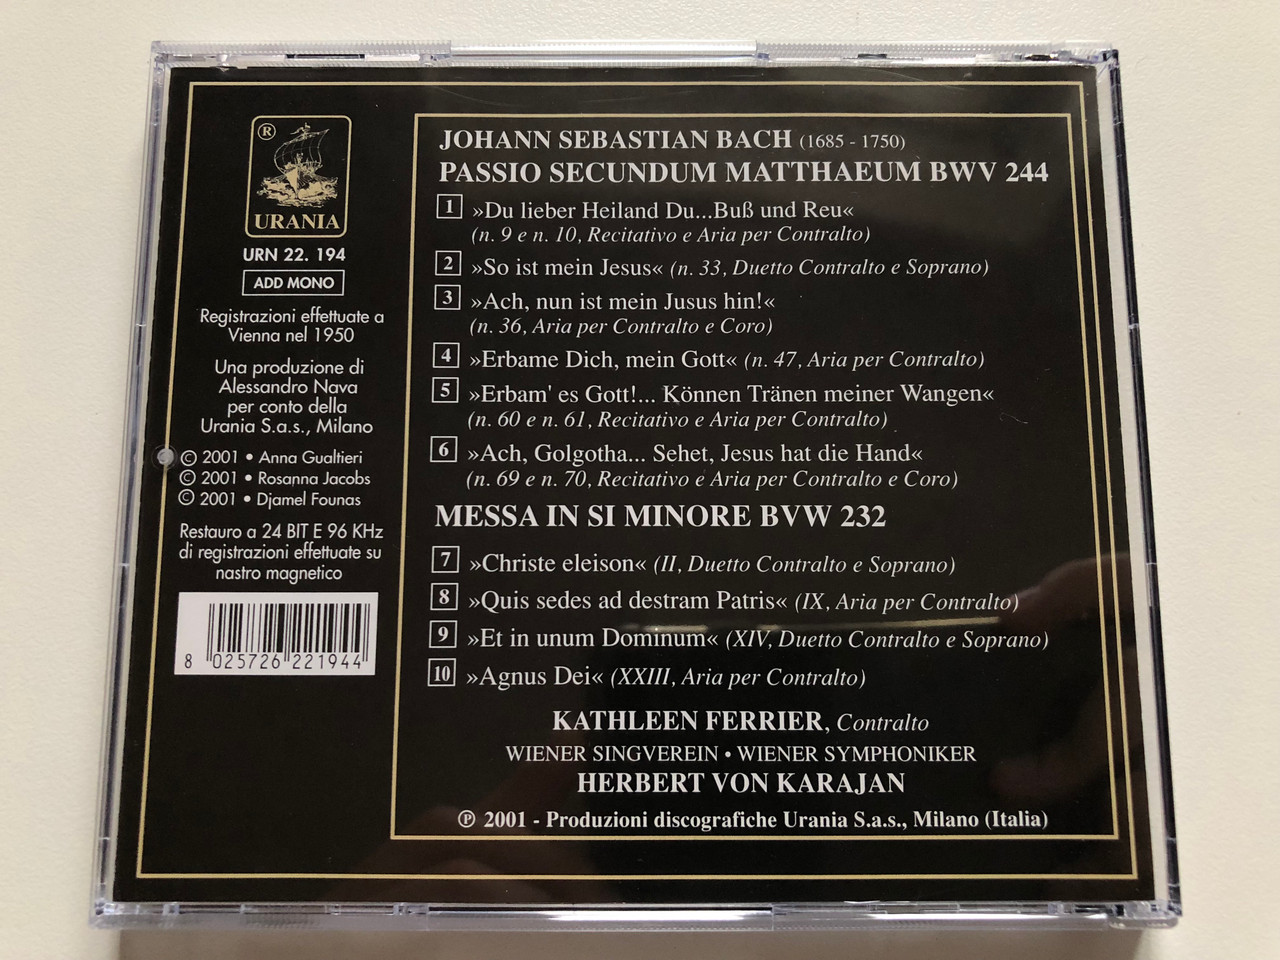 ®
URANIA
URN 22. 194
ADD MONO
Registrazioni effettuate a
Vienna nel 1950
Una produzione di
Alessandro Nava
per conto della
Urania S.a.s., Milano
© 2001 • Anna Gualtieri
© 2001 • Rosanna Jacobs
© 2001 • Djamel Founas
Restauro a 24 BIT E 96 KHz
di registrazioni effettuate su
nastro magnetico
8 025726 221944
JOHANN SEBASTIAN BACH (1685 - 1750)
PASSIO SECUNDUM MATTHAEUM BWV 244
1 »Du lieber Heiland Du...Buß und Reu«
(n. 9 e n. 10, Recitativo e Aria per Contralto)
2 »So ist mein Jesus« (n. 33, Duetto Contralto e Soprano)
3 »Ach, nun ist mein Jusus hin!«
(n. 36, Aria per Contralto e Coro)
4 »Erbame Dich, mein Gott« (n. 47, Aria per Contralto)
5 »Erbam' es Gott!... Können Tränen meiner Wangen«
(n. 60 e n. 61, Recitativo e Aria per Contralto)
6 »Ach, Golgotha... Sehet, Jesus hat die Hand«
(n. 69 e n. 70, Recitativo e Aria per Contralto e Coro)
MESSA IN SI MINORE BVW 232
7 »Christe eleison« (II, Duetto Contralto e Soprano)
8 »Quis sedes ad destram Patris« (IX, Aria per Contralto)
9 »Et in unum Dominum« (XIV, Duetto Contralto e Soprano)
10 »Agnus Dei« (XXIII, Aria per Contralto)
KATHLEEN FERRIER, Contralto
WIENER SINGVEREIN • WIENER SYMPHONIKER
HERBERT VON KARAJAN
℗ 2001 - Produzioni discografiche Urania S.a.s., Milano (Italia)